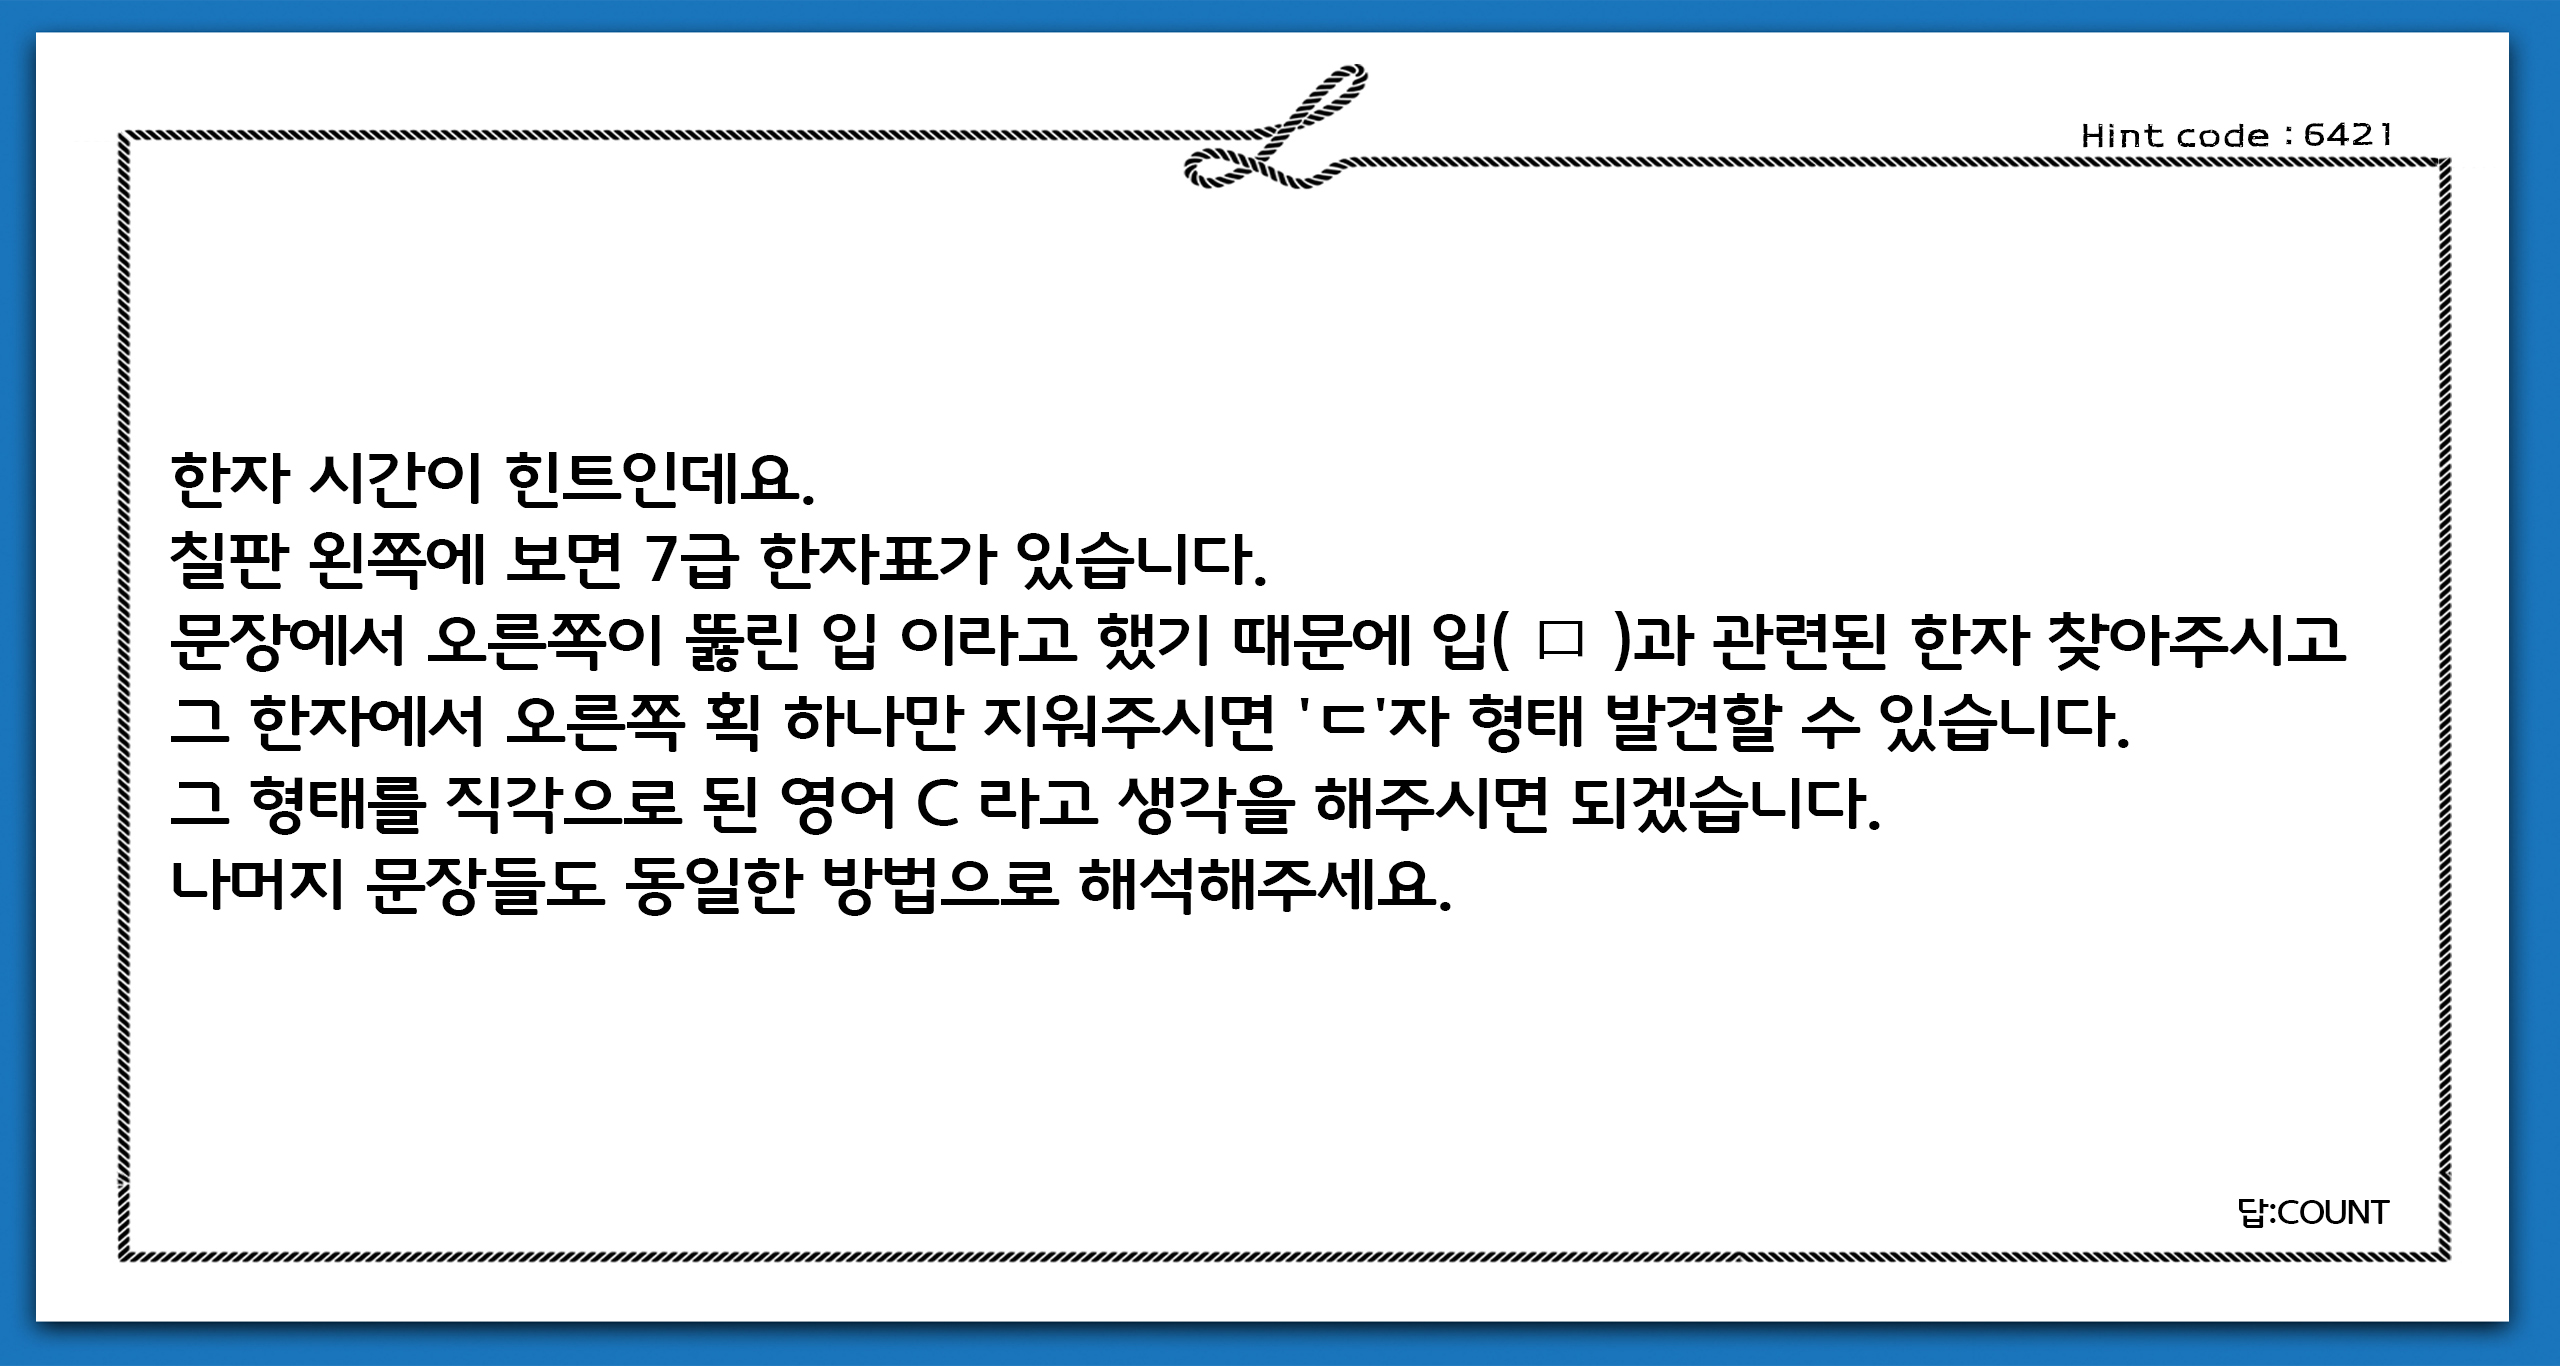 Hint code : 6421
한자 시간이 힌트인데요.
칠판 왼쪽에 보면 7급 한자표가 있습니다.
문장에서 오른쪽이 뚫린 입 이라고 했기 때문에 입( 口 )과 관련된 한자 찾아주시고
그 한자에서 오른쪽 획 하나만 지워주시면 'ㄷ'자 형태 발견할 수 있습니다.
그 형태를 직각으로 된 영어 C 라고 생각을 해주시면 되겠습니다.
나머지 문장들도 동일한 방법으로 해석해주세요.
답:COUNT